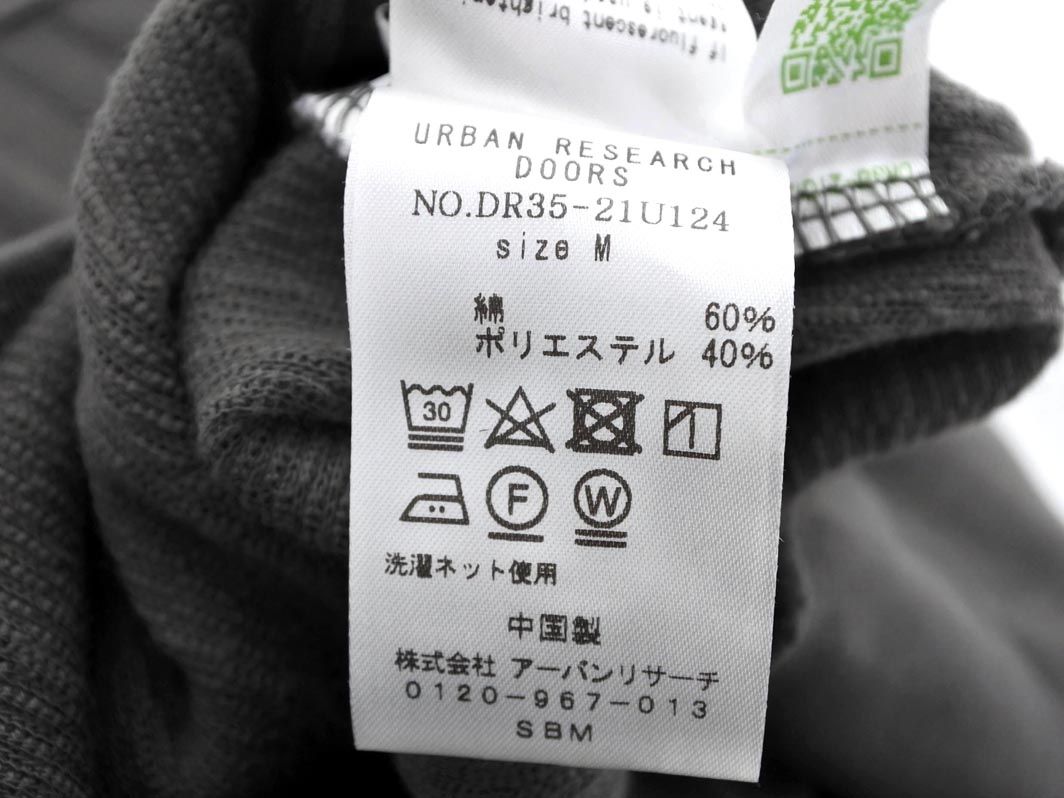 If fluorescent
URBAN RESEARCH
DOORS
NO.DR35-21U124
size M
綿 60%
ポリエステル 40%
30
F W
洗濯ネット使用
中国製
株式会社 アーバンリサーチ
0120-967-013
SBM